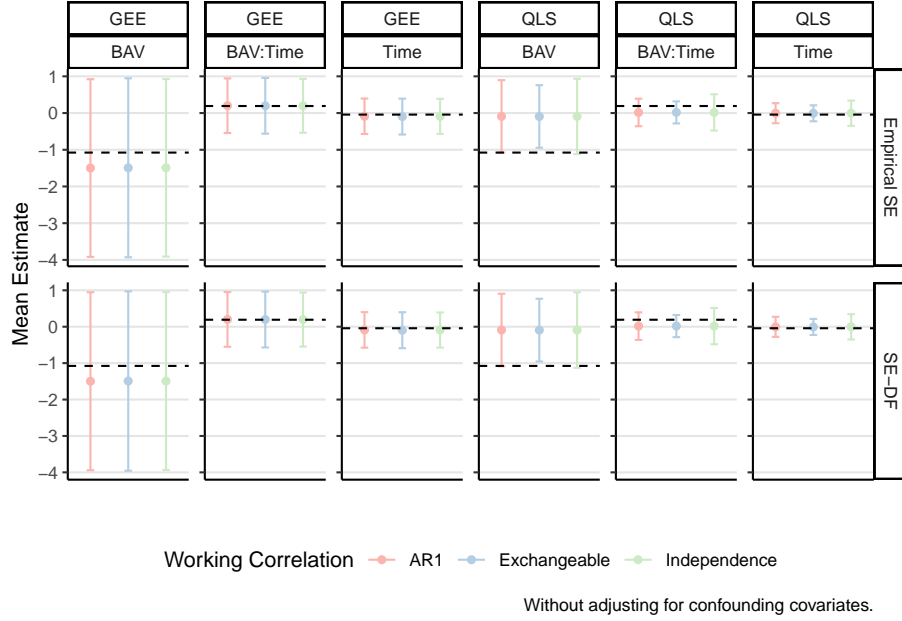 GEE GEE GEE QLS QLS QLS
BAV BAV:Time Time BAV BAV:Time Time
Mean Estimate
1
0
−1
−2
−3
−4
Empirical SE
1
0
−1
−2
−3
−4
SE−DF
Working Correlation AR1 Exchangeable Independence
Without adjusting for confounding covariates.